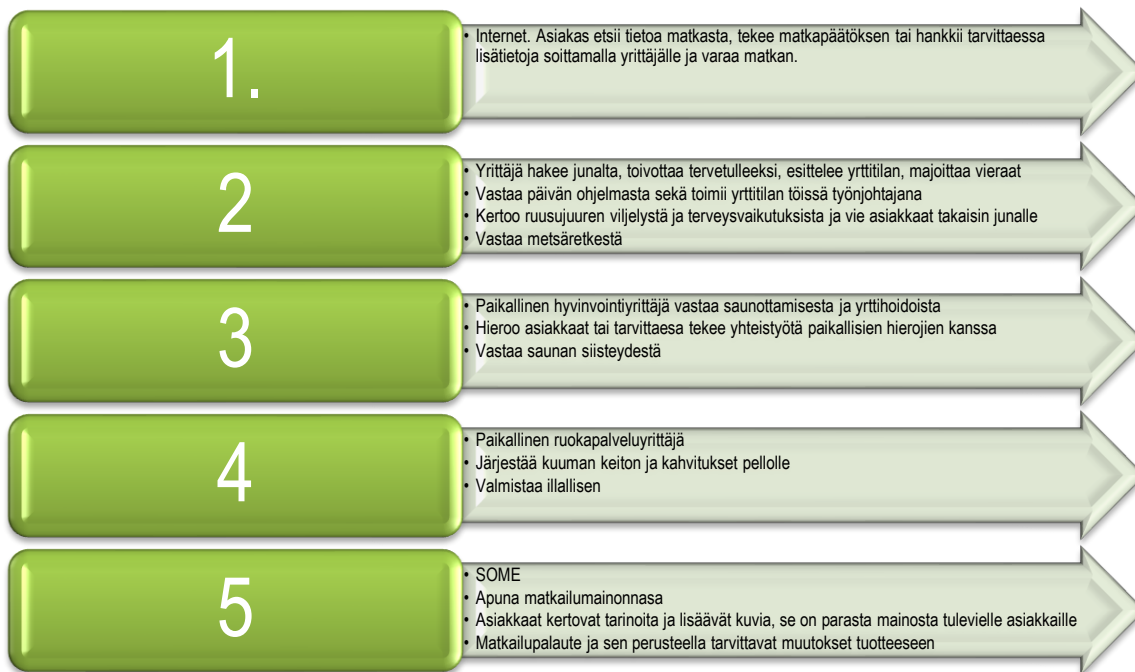 1.
• Internet. Asiakas etsii tietoa matkasta, tekee matkapäätöksen tai hankkii tarvittaessa
lisätietoja soittamalla yrittäjälle ja varaa matkan.
2
• Yrittäjä hakee junalta, toivottaa tervetulleeksi, esittelee yrttitilan, majoittaa vieraat
• Vastaa päivän ohjelmasta sekä toimii yrttitilan töissä työnjohtajana
• Kertoo ruusujuuren viljelystä ja terveysvaikutuksista ja vie asiakkaat takaisin junalle
• Vastaa metsäretkestä
3
• Paikallinen hyvinvointiyrittäjä vastaa saunottamisesta ja yrttihoidoista
• Hieroo asiakkaat tai tarvittaesa tekee yhteistyötä paikallisien hierojien kanssa
• Vastaa saunan siisteydestä
4
• Paikallinen ruokapalveluyrittäjä
• Järjestää kuuman keiton ja kahvitukset pellolle
• Valmistaa illallisen
5
• SOME
• Apuna matkailumainonnasa
• Asiakkaat kertovat tarinoita ja lisäävät kuvia, se on parasta mainosta tulevielle asiakkaille
• Matkailupalaute ja sen perusteella tarvittavat muutokset tuotteeseen